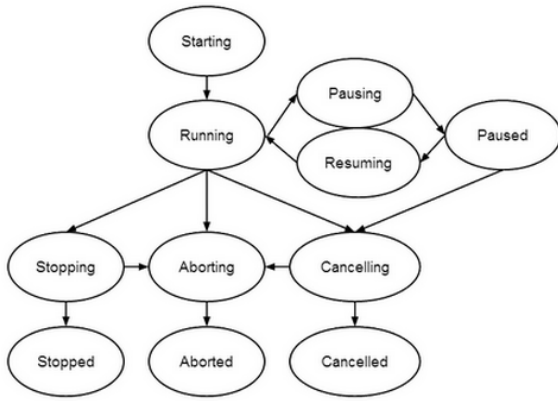 Starting
Pausing
Running
Paused
Resuming
Stopping
Aborting
Cancelling
Stopped
Aborted
Cancelled